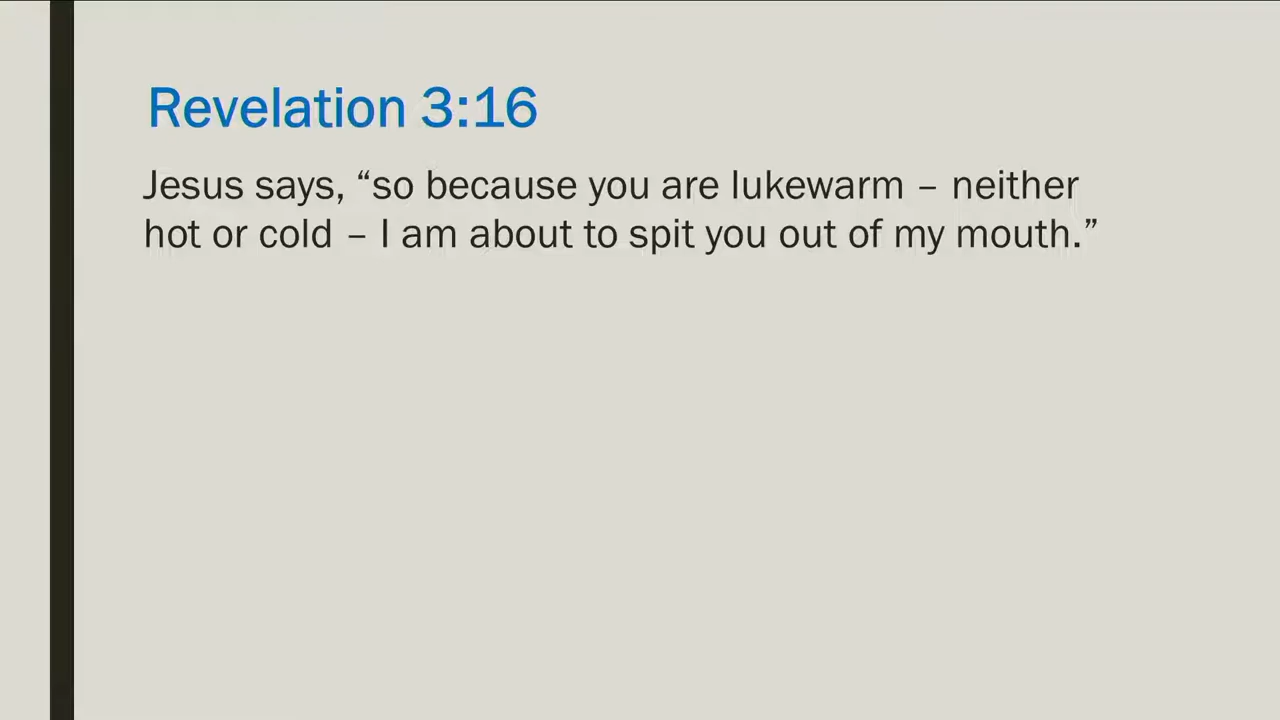 Revelation 3:16
Jesus says, “so because you are lukewarm – neither
hot or cold – I am about to spit you out of my mouth.”